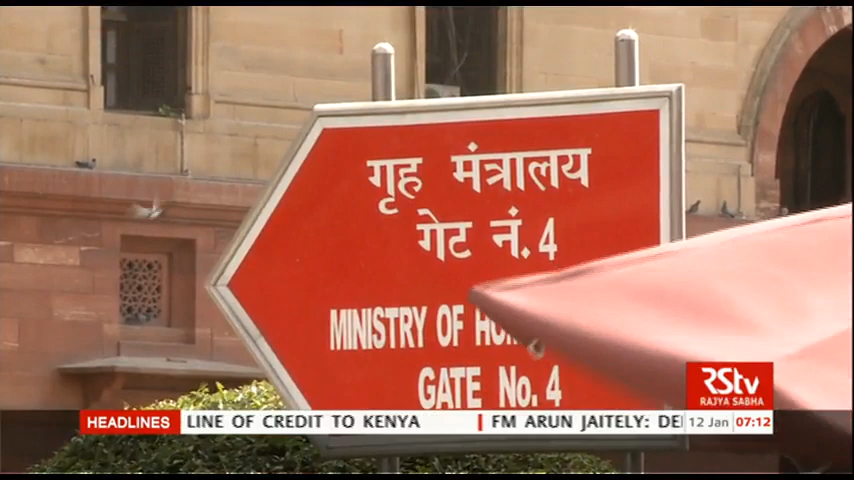 गृह मंत्रालय
गेट नं. 4
MINISTRY OF
GATE No. 4
RSTV
RAJYA SABHA
HEADLINES LINE OF CREDIT TO KENYA FM ARUN JAITELY: 12 Jan 07:12